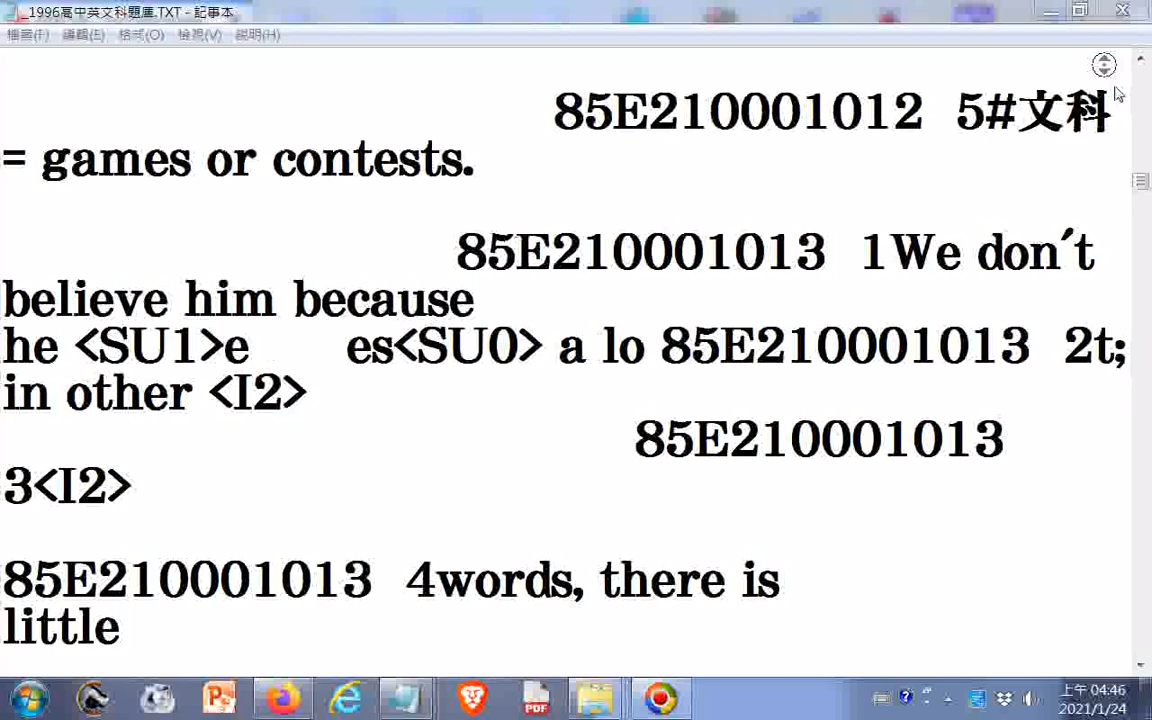 _1996高中英文科題庫.TXT - 記事本
檔案(F) 編輯(E) 格式(O) 檢視(V) 說明(H)
85E210001012 5#文科
= games or contests.
85E210001013 1We don't
believe him because
he <SU1>e es<SU0> a lo 85E210001013 2t;
in other <I2>
85E210001013
3<I2>
85E210001013 4words, there is
little
PDF
上午 04:46
2021/1/24